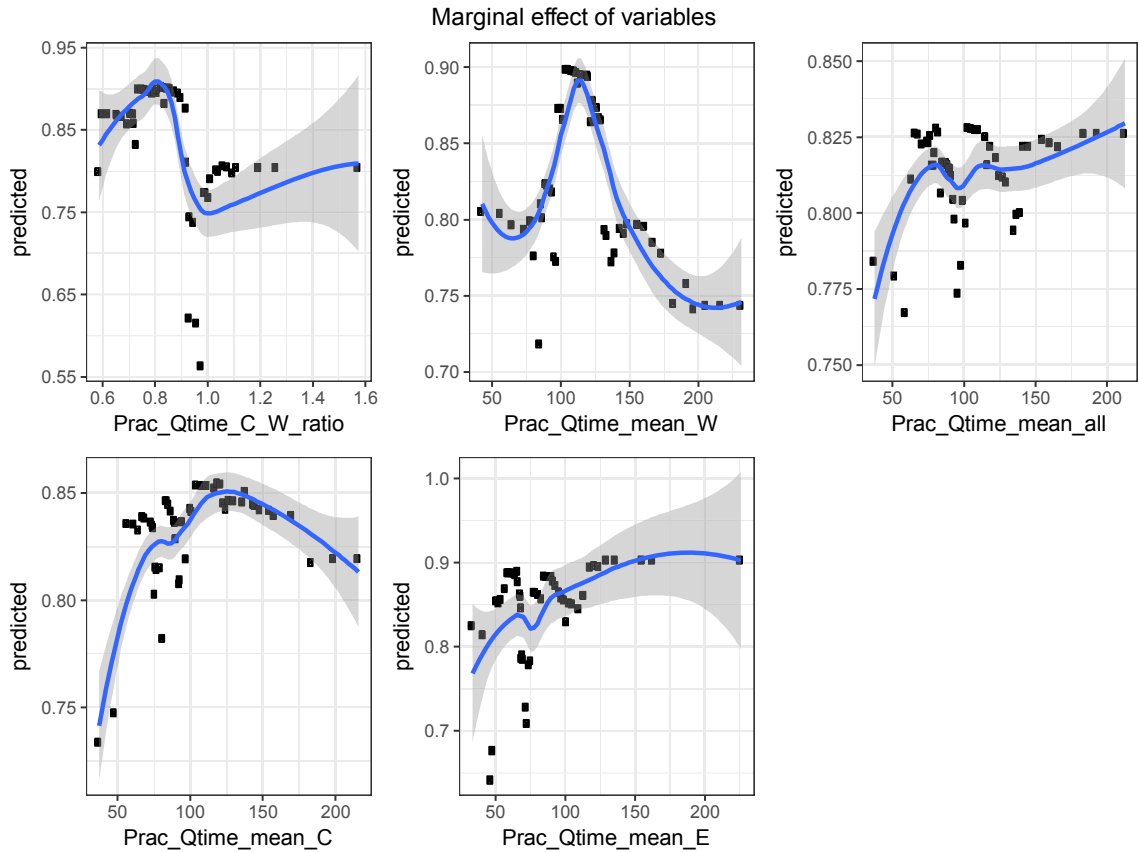 Marginal effect of variables
predicted
0.95
0.85
0.75
0.65
0.55
0.6 0.8 1.0 1.2 1.4 1.6
Prac_Qtime_C_W_ratio
predicted
0.90
0.85
0.80
0.75
0.70
50 100 150 200
Prac_Qtime_mean_W
predicted
0.850
0.825
0.800
0.775
0.750
50 100 150 200
Prac_Qtime_mean_all
predicted
0.85
0.80
0.75
50 100 150 200
Prac_Qtime_mean_C
predicted
1.0
0.9
0.8
0.7
50 100 150 200
Prac_Qtime_mean_E